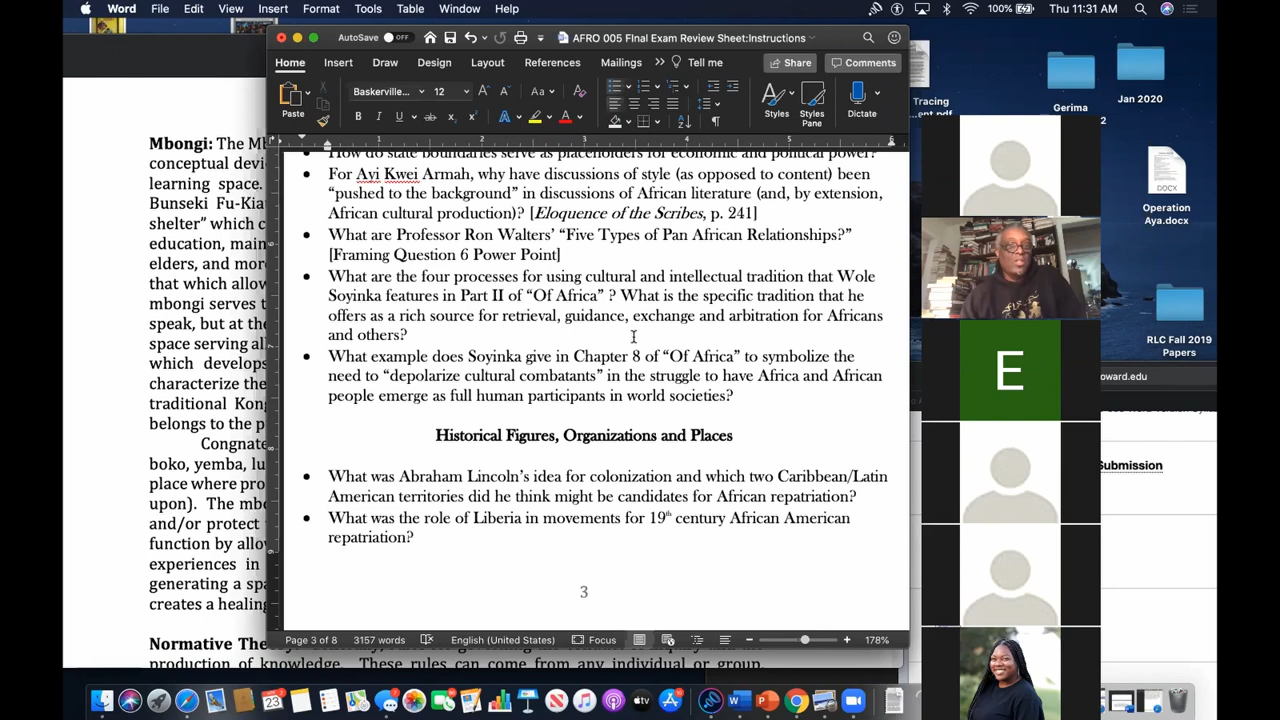 Word File Edit View Insert Format Tools Table Window Help
100% Thu 11:31 AM
AutoSave OFF
AFRO 005 FInal Exam Review Sheet:Instructions
Home Insert Draw Design Layout References Mailings Tell me
Share Comments
Paste
Baskerville... 12
Aa
B I U
Styles
Styles Pane
Dictate
How do state boundaries serve as placeholders for economic and political power?
• For Ayi Kwei Armah, why have discussions of style (as opposed to content) been
“pushed to the background” in discussions of African literature (and, by extension,
African cultural production)? [Eloquence of the Scribes, p. 241]
• What are Professor Ron Walters’ “Five Types of Pan African Relationships?”
[Framing Question 6 Power Point]
• What are the four processes for using cultural and intellectual tradition that Wole
Soyinka features in Part II of “Of Africa” ? What is the specific tradition that he
offers as a rich source for retrieval, guidance, exchange and arbitration for Africans
and others?
• What example does Soyinka give in Chapter 8 of “Of Africa” to symbolize the
need to “depolarize cultural combatants” in the struggle to have Africa and African
people emerge as full human participants in world societies?
Historical Figures, Organizations and Places
• What was Abraham Lincoln’s idea for colonization and which two Caribbean/Latin
American territories did he think might be candidates for African repatriation?
• What was the role of Liberia in movements for 19th century African American
repatriation?
3
Page 3 of 8 3157 words English (United States) Focus 178%
Mbongi: The Mb
conceptual devi
learning space.
Bunseki Fu-Kia
shelter” which c
education, main
elders, and more
that which allow
mbongi serves t
speak, but at the
space serving all
which develops
characterize the
traditional Kong
belongs to the p
Congnate
boko, yemba, lu
place where pro
upon). The mbo
and/or protect t
function by allow
experiences in
generating a spa
creates a healing
Normative The
production of knowledge. These rules can come from any individual or group.
Tracing
.pdf
Gerima
2
Jan 2020
DOCX
Operation
Aya.docx
RLC Fall 2019
Papers
oward.edu
Submission
E
23
10